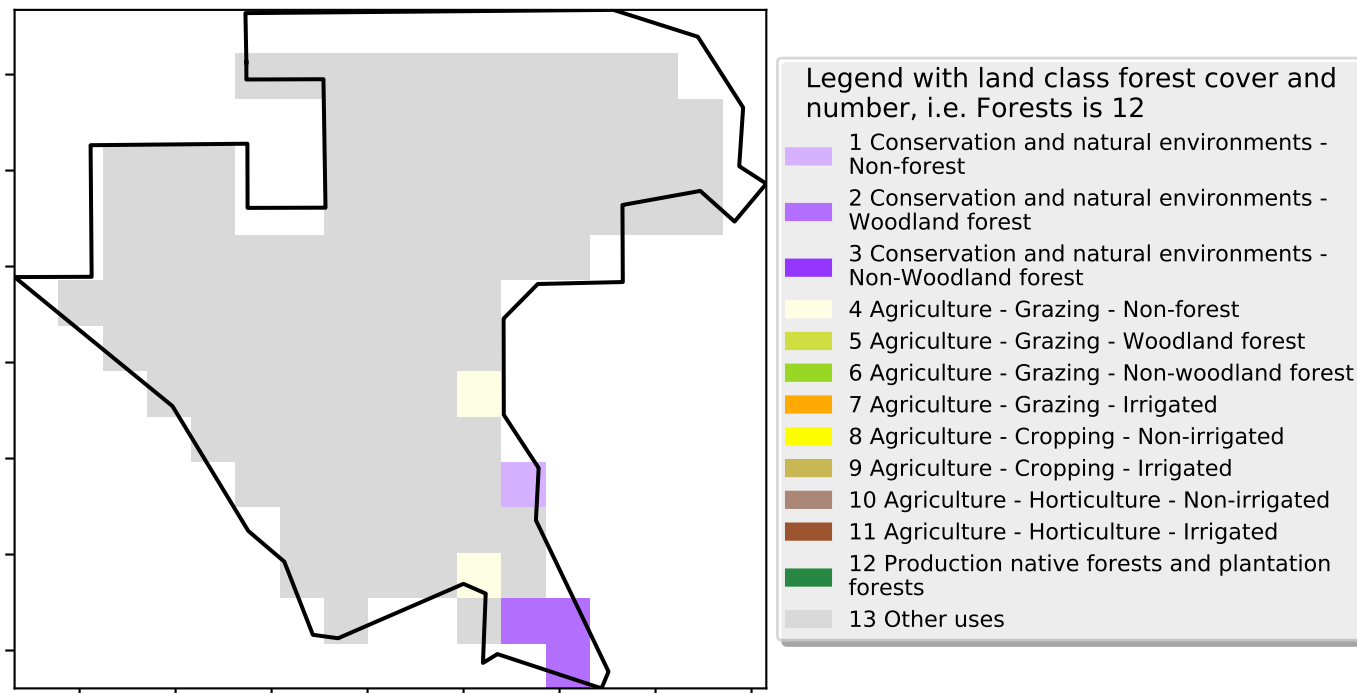 Legend with land class forest cover and
number, i.e. Forests is 12
1 Conservation and natural environments -
Non-forest
2 Conservation and natural environments -
Woodland forest
3 Conservation and natural environments -
Non-Woodland forest
4 Agriculture - Grazing - Non-forest
5 Agriculture - Grazing - Woodland forest
6 Agriculture - Grazing - Non-woodland forest
7 Agriculture - Grazing - Irrigated
8 Agriculture - Cropping - Non-irrigated
9 Agriculture - Cropping - Irrigated
10 Agriculture - Horticulture - Non-irrigated
11 Agriculture - Horticulture - Irrigated
12 Production native forests and plantation
forests
13 Other uses